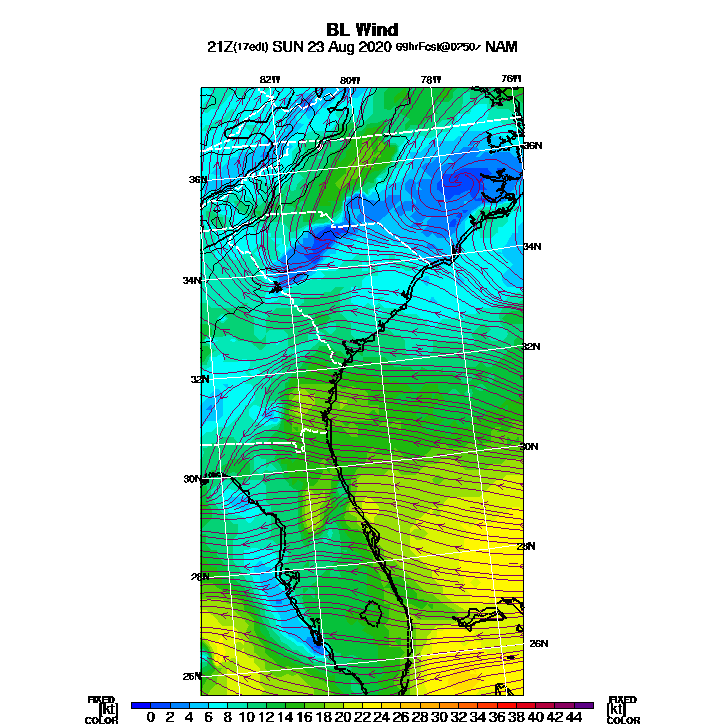 BL Wind
21Z(17edt) SUN 23 Aug 2020 69hrFcst@0250z NAM
82W 80W 78W 76W
36N
36N
34N
34N
32N
32N
30N
30N
28N
28N
26N
26N
FIXED FIXED
[kt] 0 2 4 6 8 10 12 14 16 18 20 22 24 26 28 30 32 34 36 38 40 42 44 [kt]
COLOR COLOR